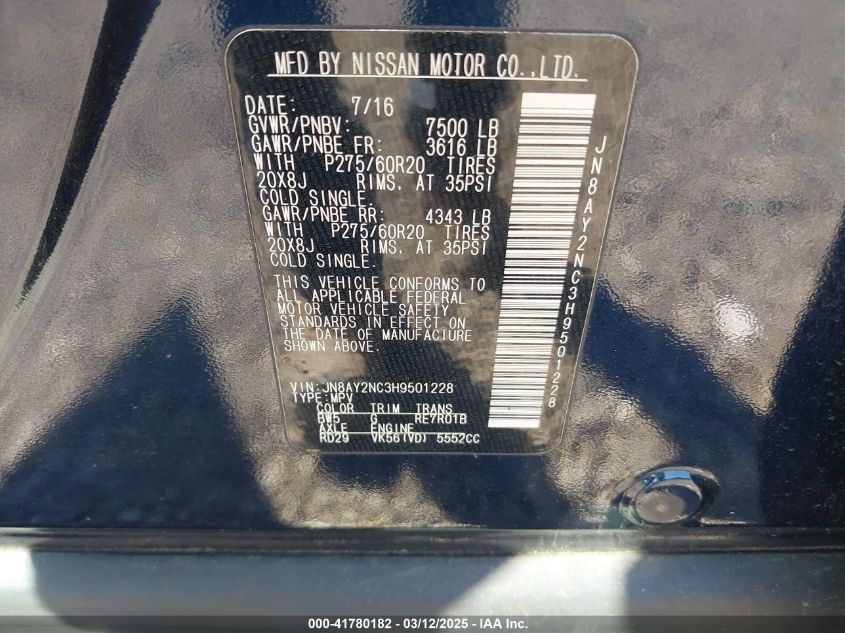 MFD BY NISSAN MOTOR CO.,LTD.
DATE: 7/16
GVWR/PNBV: 7500 LB
GAWR/PNBE FR: 3616 LB
WITH P275/60R20 TIRES
20X8J RIMS. AT 35PSI
COLD SINGLE.
GAWR/PNBE RR: 4343 LB
WITH P275/60R20 TIRES
20X8J RIMS. AT 35PSI
COLD SINGLE.
THIS VEHICLE CONFORMS TO
ALL APPLICABLE FEDERAL
MOTOR VEHICLE SAFETY
STANDARDS IN EFFECT ON
THE DATE OF MANUFACTURE
SHOWN ABOVE.
VIN: JN8AY2NC3H9501228
TYPE: MPV
COLOR TRIM TRANS
BW5 G RE7R01B
AXLE ENGINE
RD29 VK56(VD) 5552CC
JN8AY2NC3H9501228
000-41780182 - 03/12/2025 - IAA Inc.